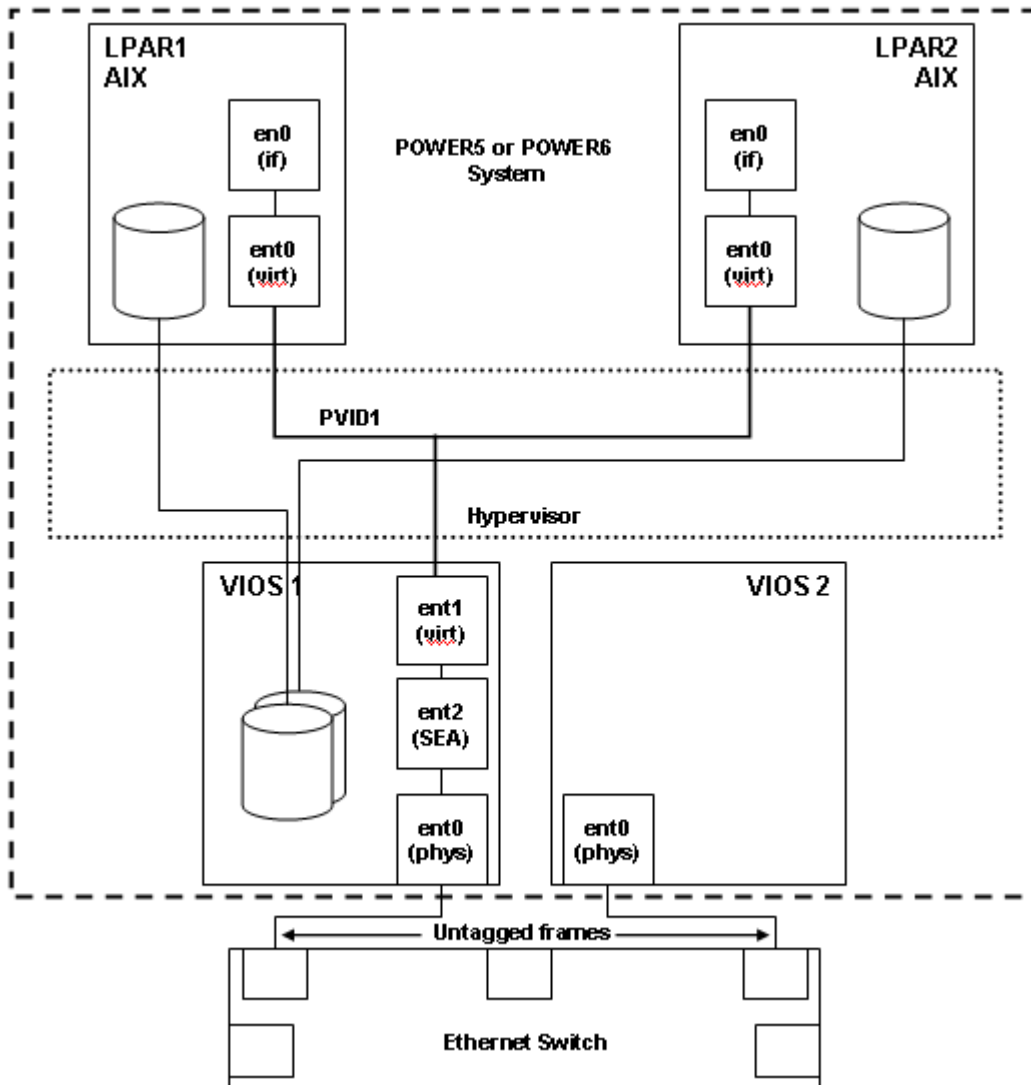 LPAR1
AIX
LPAR2
AIX
en0
(if)
POWER5 or POWER6
System
en0
(if)
ent0
(virt)
ent0
(virt)
PVID1
Hypervisor
VIOS 1
VIOS 2
ent1
(virt)
ent2
(SEA)
ent0
(phys)
ent0
(phys)
Untagged frames
Ethernet Switch